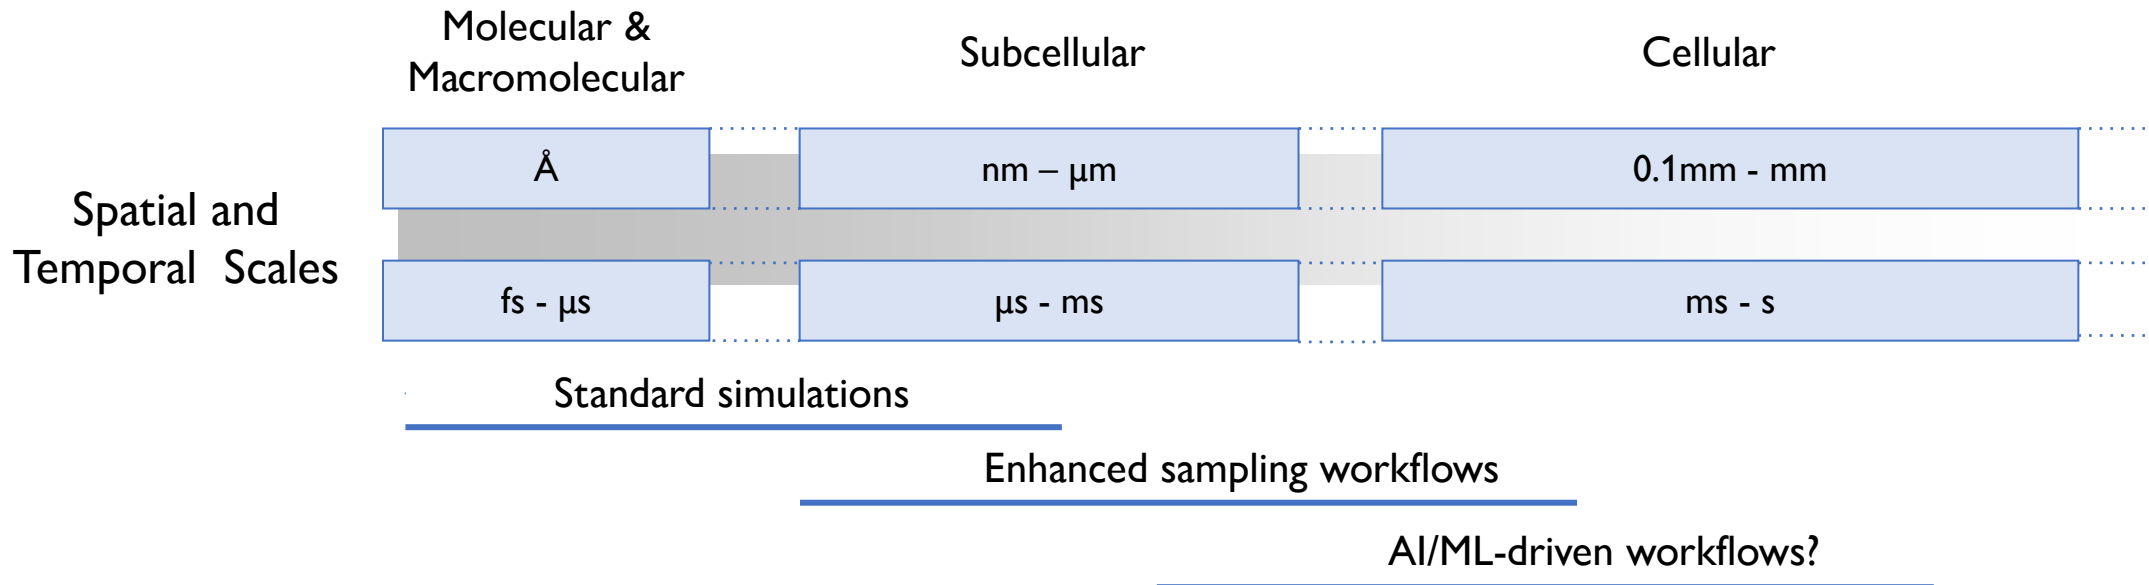 Molecular &
Macromolecular
Subcellular
Cellular
Spatial and
Temporal Scales
Å
nm – µm
0.1mm - mm
fs - µs
µs - ms
ms - s
Standard simulations
Enhanced sampling workflows
AI/ML-driven workflows?